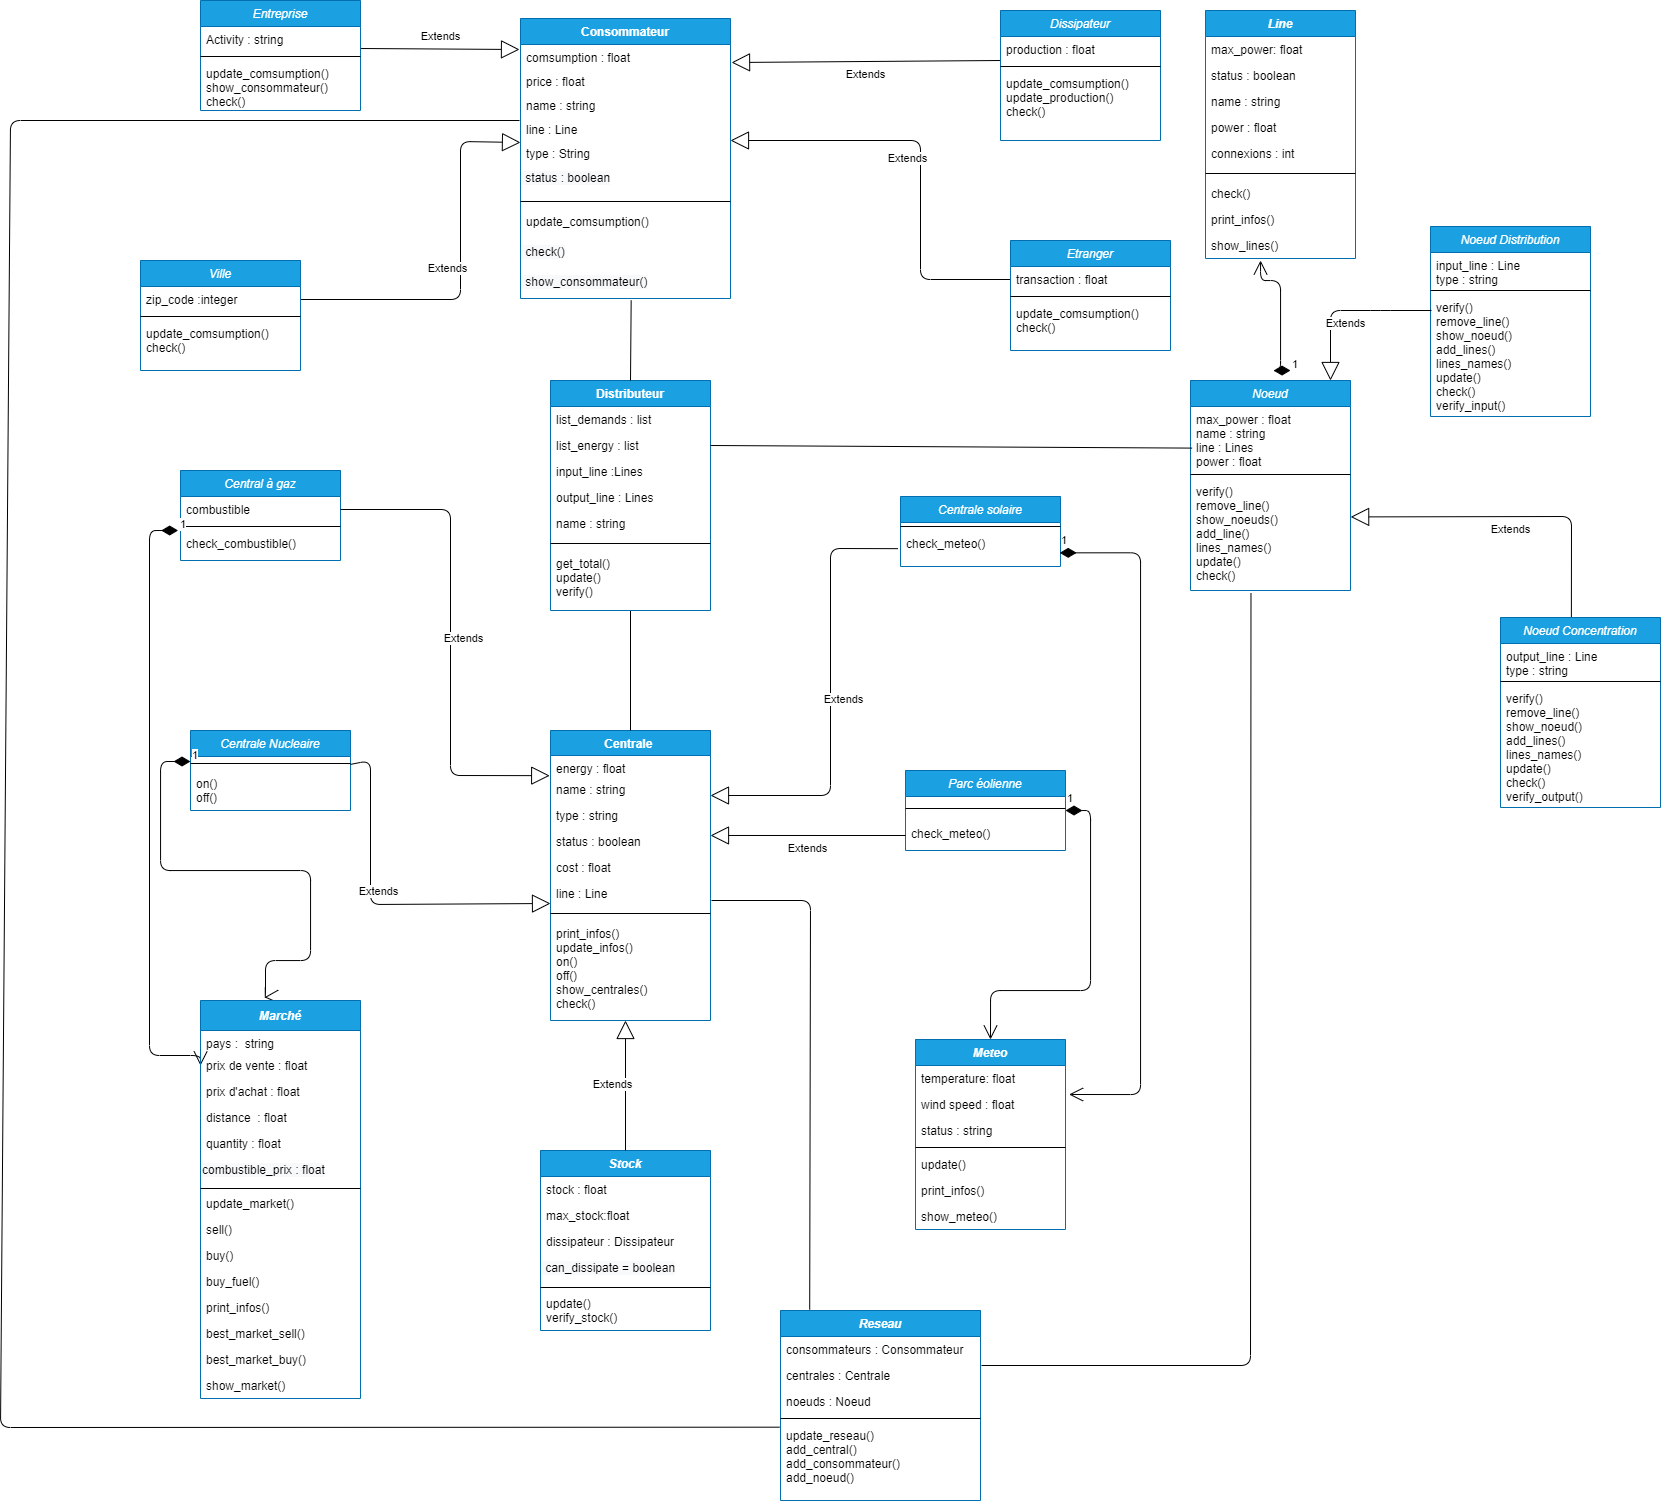 Entreprise
Activity : string
update_comsumption()
show_consommateur()
check()
Extends
Consommateur
comsumption : float
price : float
name : string
line : Line
type : String
status : boolean
update_comsumption()
check()
show_consommateur()
Extends
Dissipateur
production : float
update_comsumption()
update_production()
check()
Extends
Line
max_power: float
status : boolean
name : string
power : float
connexions : int
check()
print_infos()
show_lines()
Ville
zip_code :integer
update_comsumption()
check()
Extends
Etranger
transaction : float
update_comsumption()
check()
Noeud Distribution
input_line : Line
type : string
verify()
remove_line()
show_noeud()
add_lines()
lines_names()
update()
check()
verify_input()
Extends
1
Distributeur
list_demands : list
list_energy : list
input_line :Lines
output_line : Lines
name : string
get_total()
update()
verify()
Noeud
max_power : float
name : string
line : Lines
power : float
verify()
remove_line()
show_noeuds()
add_line()
lines_names()
update()
check()
Central à gaz
combustible
check_combustible()
1
Extends
Centrale solaire
check_meteo()
1
Extends
Extends
Noeud Concentration
output_line : Line
type : string
verify()
remove_line()
show_noeud()
add_lines()
lines_names()
update()
check()
verify_output()
Centrale Nucleaire
on()
off()
1
Extends
Centrale
energy : float
name : string
type : string
status : boolean
cost : float
line : Line
print_infos()
update_infos()
on()
off()
show_centrales()
check()
Parc éolienne
check_meteo()
1
Extends
Marché
pays :  string
prix de vente : float
prix d'achat : float
distance  : float
quantity : float
combustible_prix : float
update_market()
sell()
buy()
buy_fuel()
print_infos()
best_market_sell()
best_market_buy()
show_market()
Extends
Stock
stock : float
max_stock:float
dissipateur : Dissipateur
can_dissipate = boolean
update()
verify_stock()
Meteo
temperature: float
wind speed : float
status : string
update()
print_infos()
show_meteo()
Reseau
consommateurs : Consommateur
centrales : Centrale
noeuds : Noeud
update_reseau()
add_central()
add_consommateur()
add_noeud()